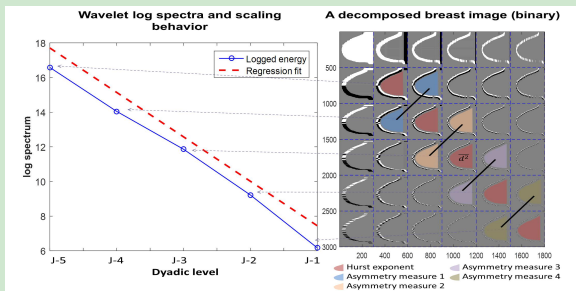 Wavelet log spectra and scaling
behavior
18
16
14
12
10
8
6
log spectrum
Logged energy
Regression fit
J-5
J-4
J-3
J-2
J-1
Dyadic level
A decomposed breast image (binary)
500
1000
1500
2000
2500
3000
d²
200 400 600 800 1000 1200 1400 1600 1800
Hurst exponent
Asymmetry measure 1
Asymmetry measure 2
Asymmetry measure 3
Asymmetry measure 4